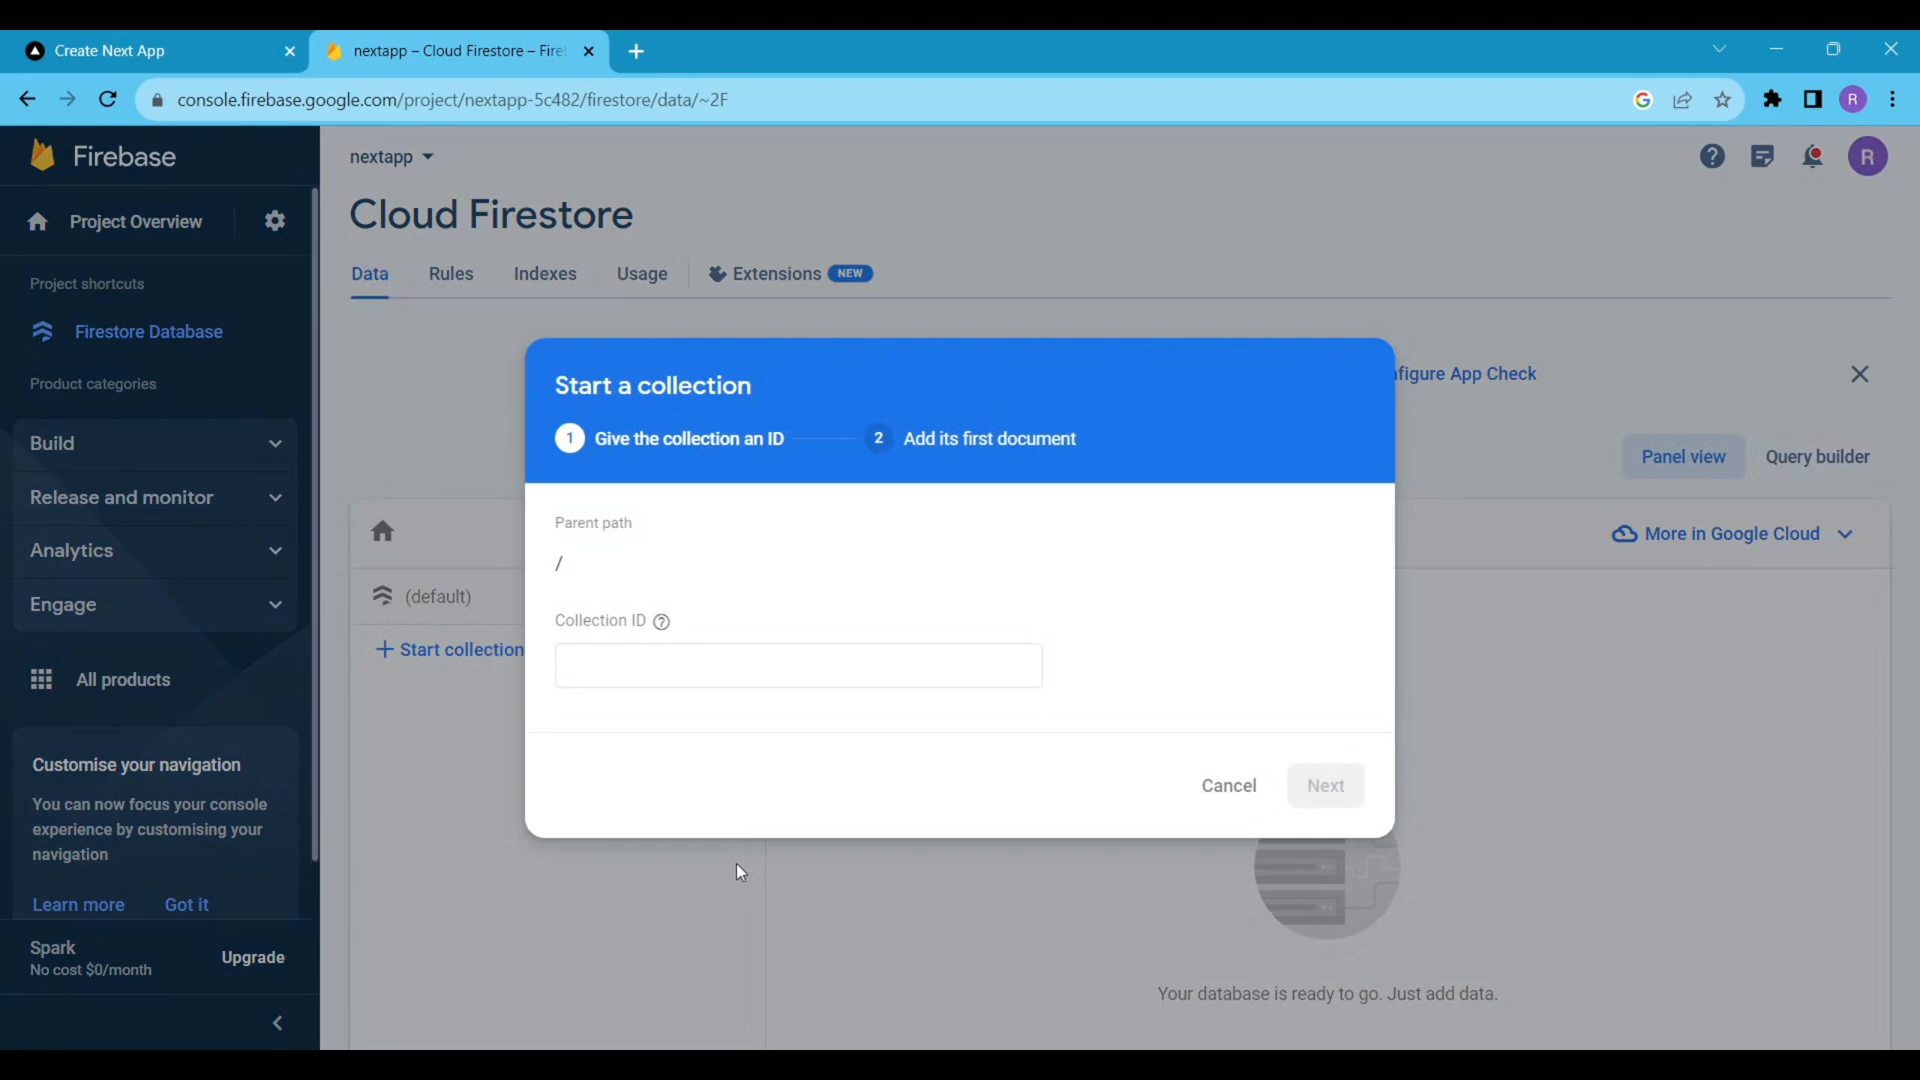 Create Next App
nextapp – Cloud Firestore – Fire
console.firebase.google.com/project/nextapp-5c482/firestore/data/~2F
R
Firebase
nextapp
R
Project Overview
Cloud Firestore
Data
Rules
Indexes
Usage
Extensions
NEW
Project shortcuts
Firestore Database
Product categories
Build
Release and monitor
Analytics
Engage
All products
Customise your navigation
You can now focus your console
experience by customising your
navigation
Learn more
Got it
Spark
No cost $0/month
Upgrade
figure App Check
Panel view
Query builder
More in Google Cloud
(default)
+ Start collection
Start a collection
1 Give the collection an ID
2 Add its first document
Parent path
/
Collection ID ?
Cancel
Next
Your database is ready to go. Just add data.